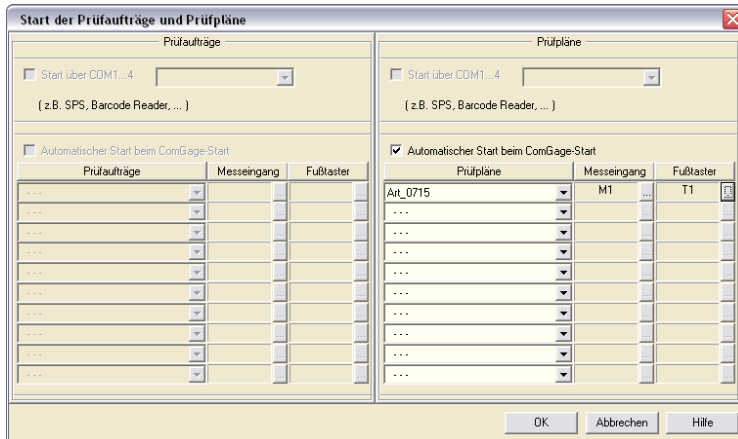 Start der Prüfaufträge und Prüfpläne
Prüfaufträge
Start über COM1...4
( z.B. SPS, Barcode Reader, ... )
Automatischer Start beim ComGage-Start
Prüfaufträge Messeingang Fußtaster
- - - ... ...
- - - ... ...
- - - ... ...
- - - ... ...
- - - ... ...
- - - ... ...
- - - ... ...
- - - ... ...
- - - ... ...
- - - ... ...
Prüfpläne
Start über COM1...4
( z.B. SPS, Barcode Reader, ... )
Automatischer Start beim ComGage-Start
Prüfpläne Messeingang Fußtaster
Art_0715 M1 ... T1 ...
- - - ... ...
- - - ... ...
- - - ... ...
- - - ... ...
- - - ... ...
- - - ... ...
- - - ... ...
- - - ... ...
- - - ... ...
OK Abbrechen Hilfe